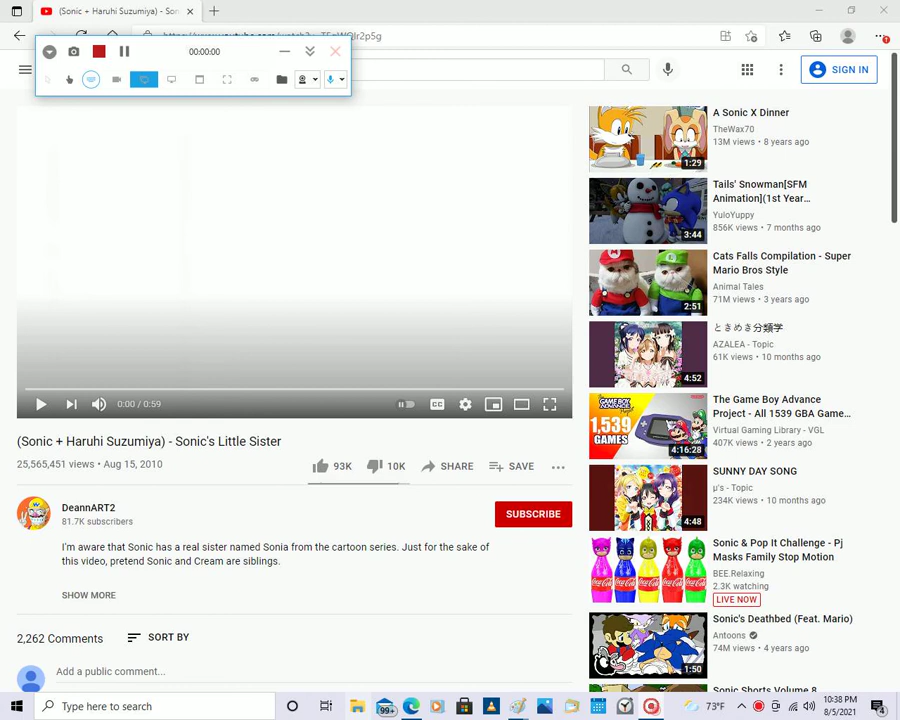 (Sonic + Haruhi Suzumiya) - Son
00:00:00
SIGN IN
A Sonic X Dinner
TheWax70
13M views • 8 years ago
1:29
Tails' Snowman[SFM
Animation](1st Year...
YuloYuppy
856K views • 7 months ago
3:44
Cats Falls Compilation - Super
Mario Bros Style
Animal Tales
71M views • 3 years ago
2:51
ときめき分類学
AZALEA - Topic
61K views • 10 months ago
4:52
The Game Boy Advance
Project - All 1539 GBA Game...
Virtual Gaming Library - VGL
407K views • 2 years ago
GAME BOY ADVANCE
1,539
GAMES
4:16:28
SUNNY DAY SONG
μ's - Topic
234K views • 10 months ago
4:48
Sonic & Pop It Challenge - Pj
Masks Family Stop Motion
BEE.Relaxing
2.3K watching
LIVE NOW
Sonic's Deathbed (Feat. Mario)
Antoons
74M views • 4 years ago
1:50
Sonic Shorts Volume 8
0:00 / 0:59
CC
(Sonic + Haruhi Suzumiya) - Sonic's Little Sister
25,565,451 views • Aug 15, 2010
93K
10K
SHARE
SAVE
DeannART2
81.7K subscribers
SUBSCRIBE
I'm aware that Sonic has a real sister named Sonia from the cartoon series. Just for the sake of
this video, pretend Sonic and Cream are siblings.
SHOW MORE
2,262 Comments
SORT BY
Add a public comment...
Type here to search
99+
73°F
10:38 PM
8/5/2021
4